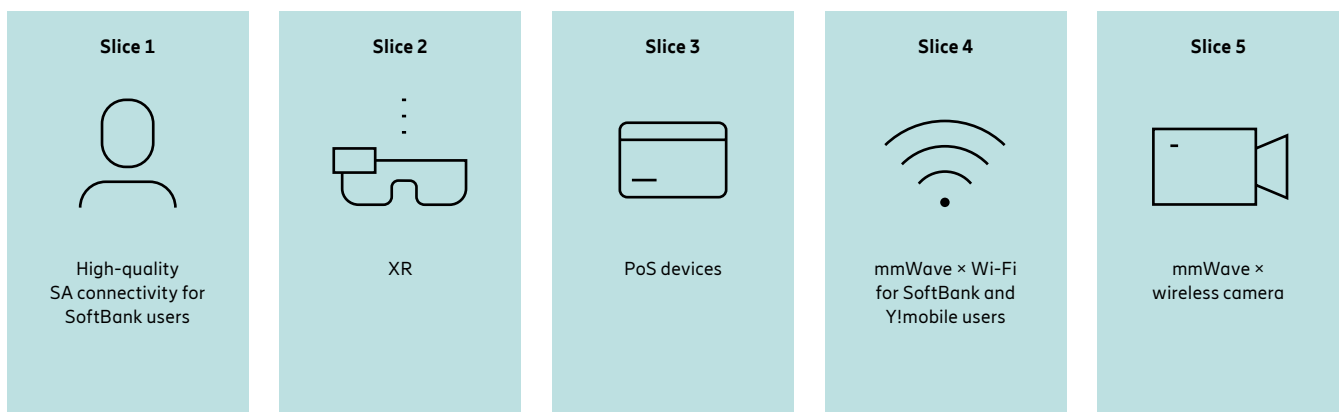 Slice 1
High-quality
SA connectivity for
SoftBank users
Slice 2
XR
Slice 3
PoS devices
Slice 4
mmWave × Wi-Fi
for SoftBank and
Y!mobile users
Slice 5
mmWave ×
wireless camera